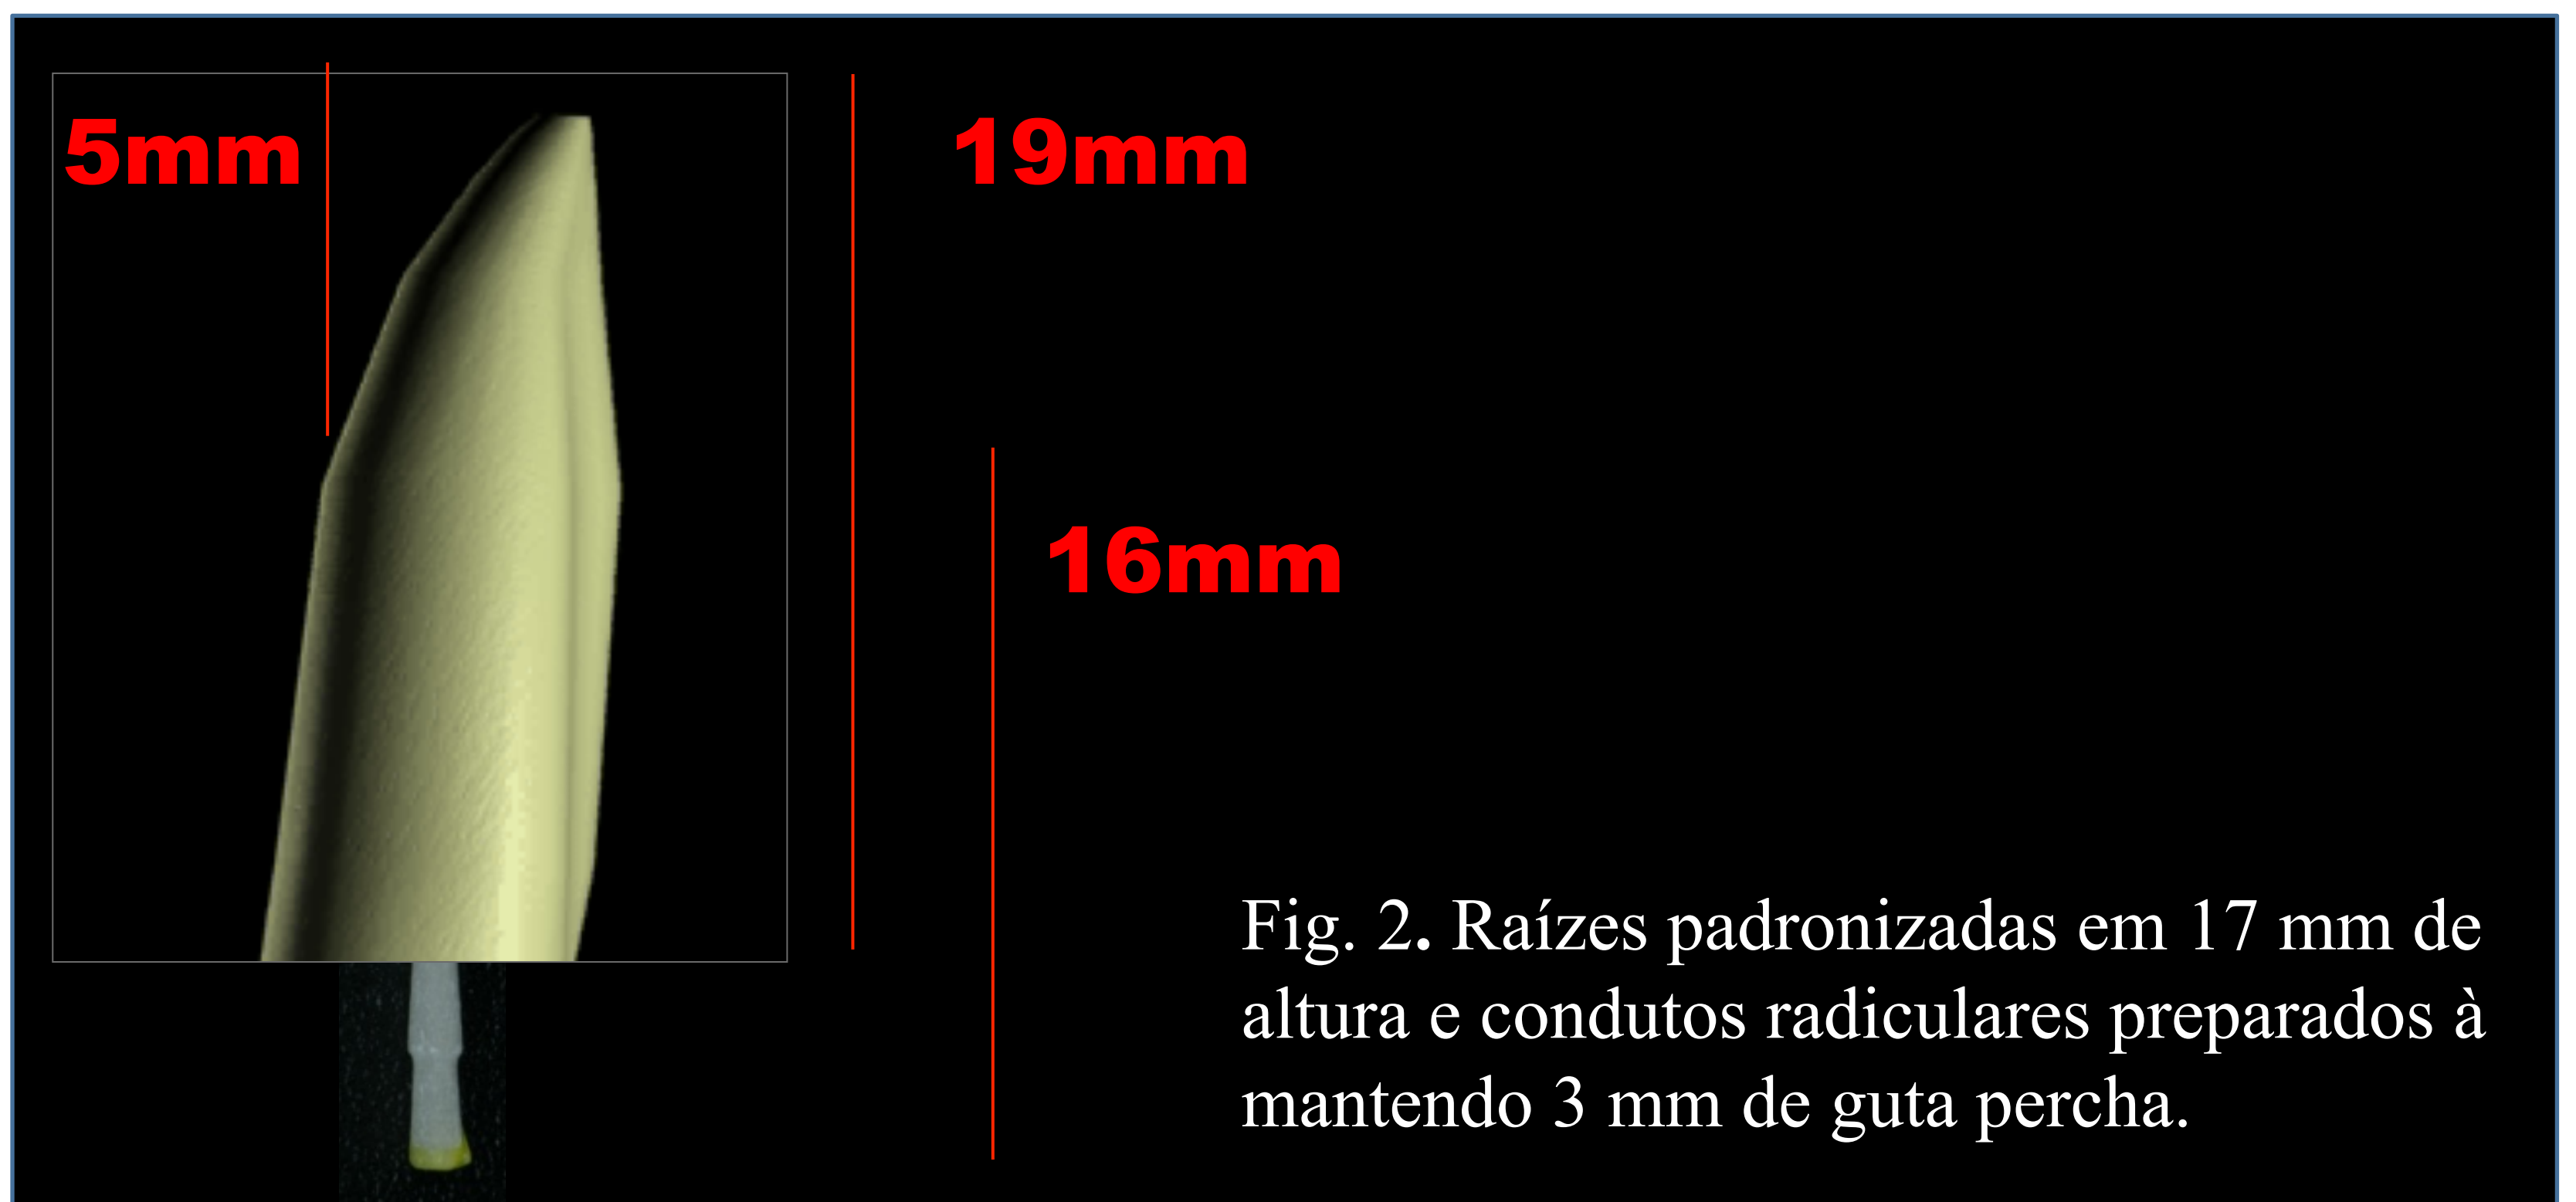 5mm
19mm
16mm
Fig. 2. Raízes padronizadas em 17 mm de
altura e condutos radiculares preparados à
mantendo 3 mm de guta percha.